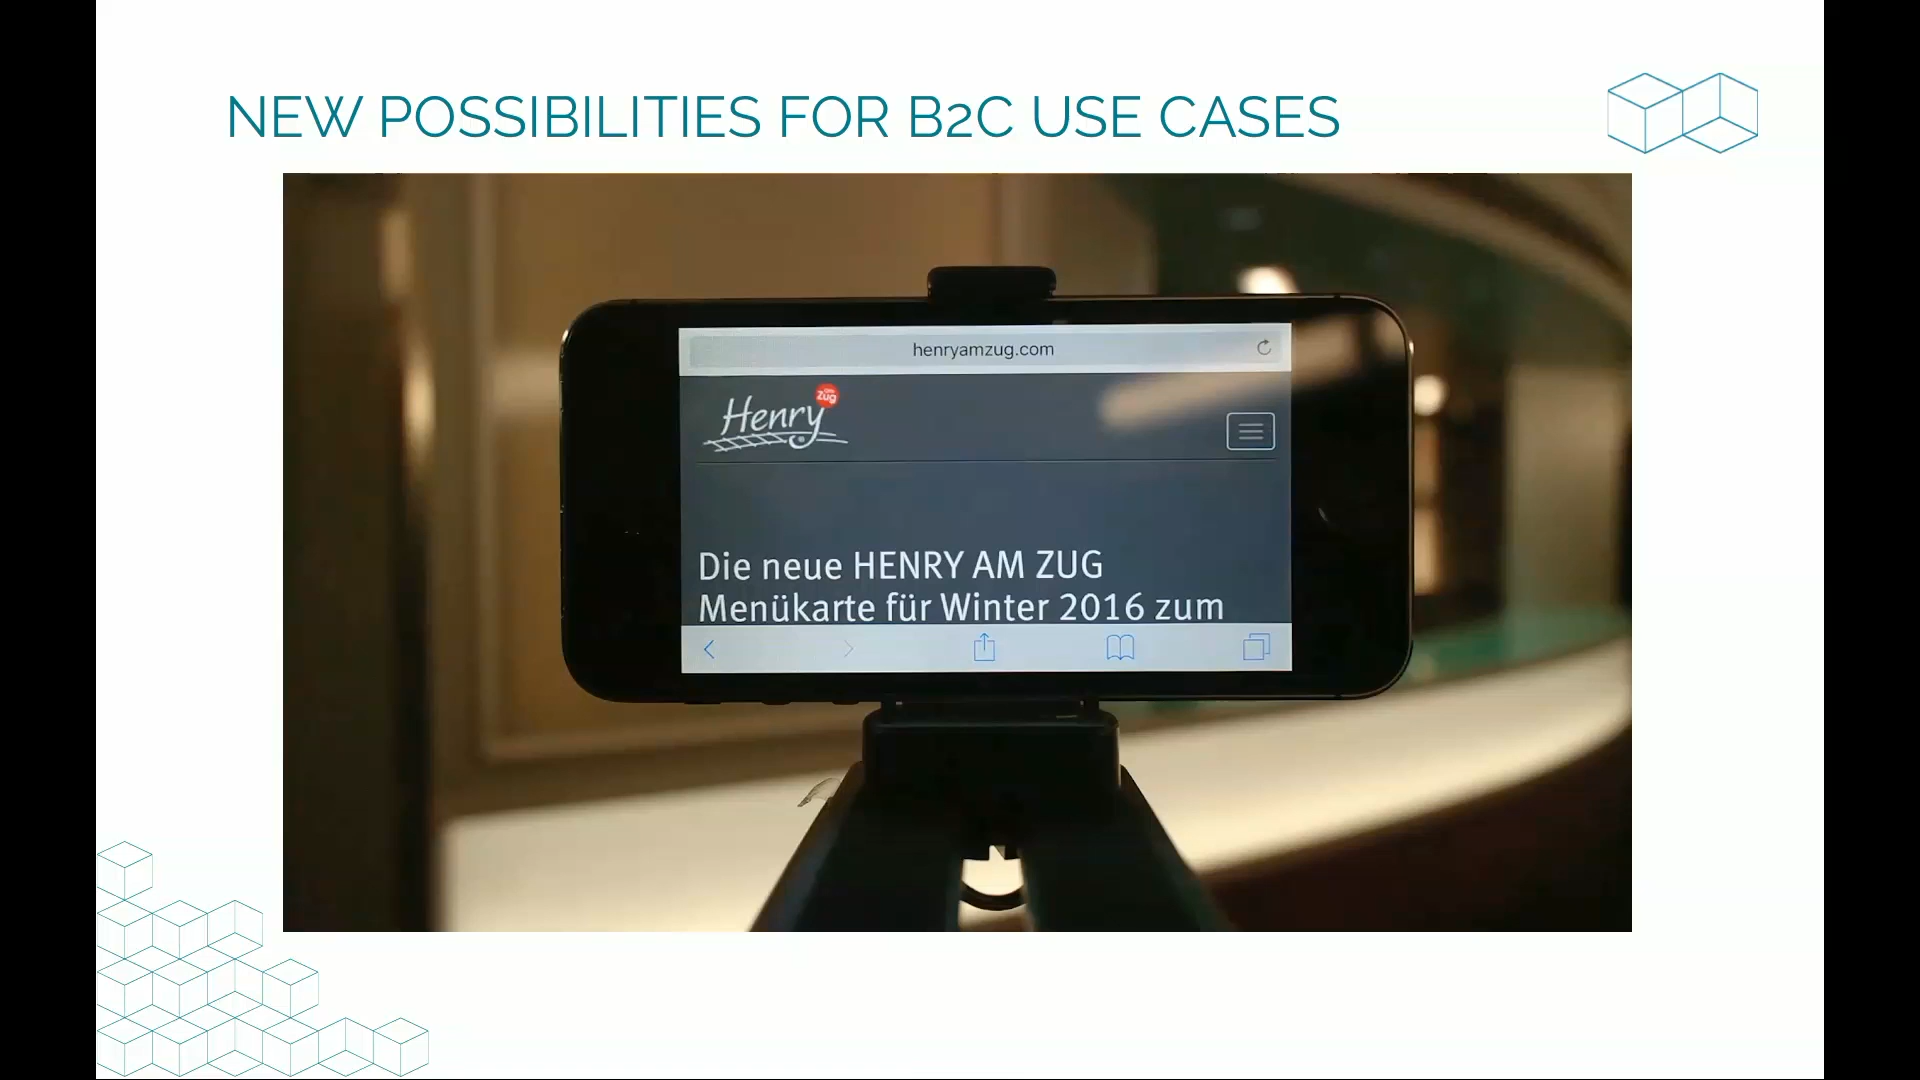 NEW POSSIBILITIES FOR B2C USE CASES
henryamzug.com
Henry
Zug
Die neue HENRY AM ZUG
Menükarte für Winter 2016 zum